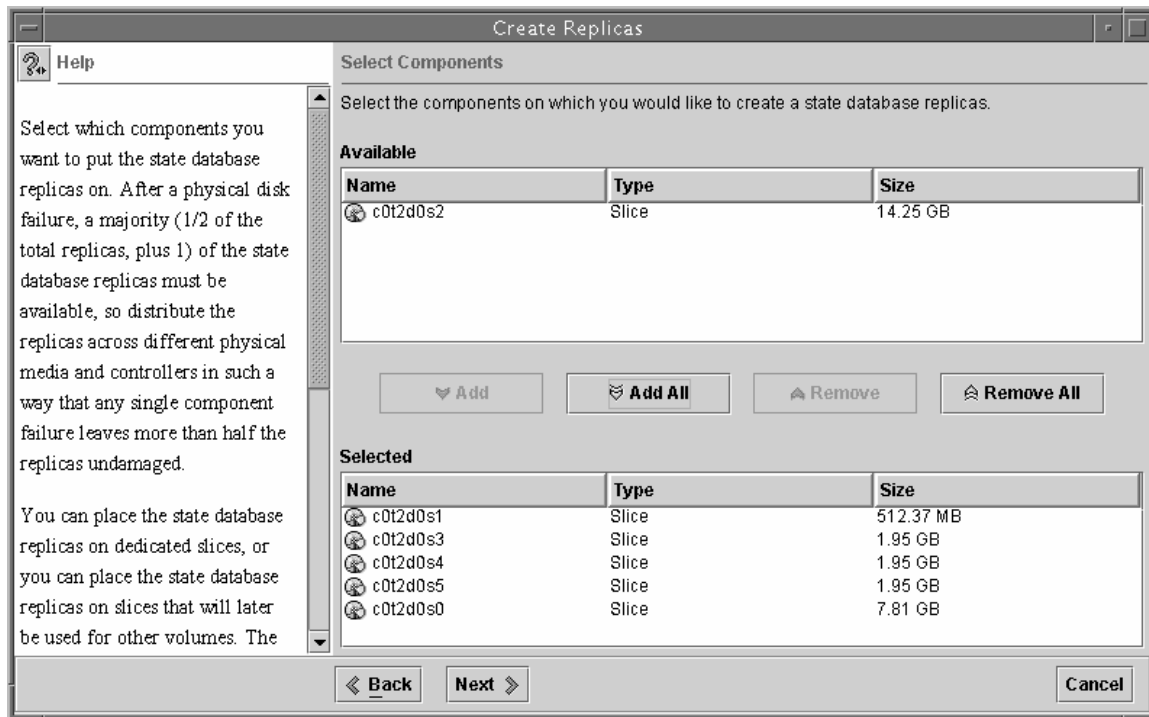 Create Replicas
Help
Select which components you
want to put the state database
replicas on. After a physical disk
failure, a majority (1/2 of the
total replicas, plus 1) of the state
database replicas must be
available, so distribute the
replicas across different physical
media and controllers in such a
way that any single component
failure leaves more than half the
replicas undamaged.
You can place the state database
replicas on dedicated slices, or
you can place the state database
replicas on slices that will later
be used for other volumes. The
Select Components
Select the components on which you would like to create a state database replicas.
Available
Name Type Size
c0t2d0s2 Slice 14.25 GB
Add Add All Remove Remove All
Selected
Name Type Size
c0t2d0s1 Slice 512.37 MB
c0t2d0s3 Slice 1.95 GB
c0t2d0s4 Slice 1.95 GB
c0t2d0s5 Slice 1.95 GB
c0t2d0s0 Slice 7.81 GB
Back Next Cancel